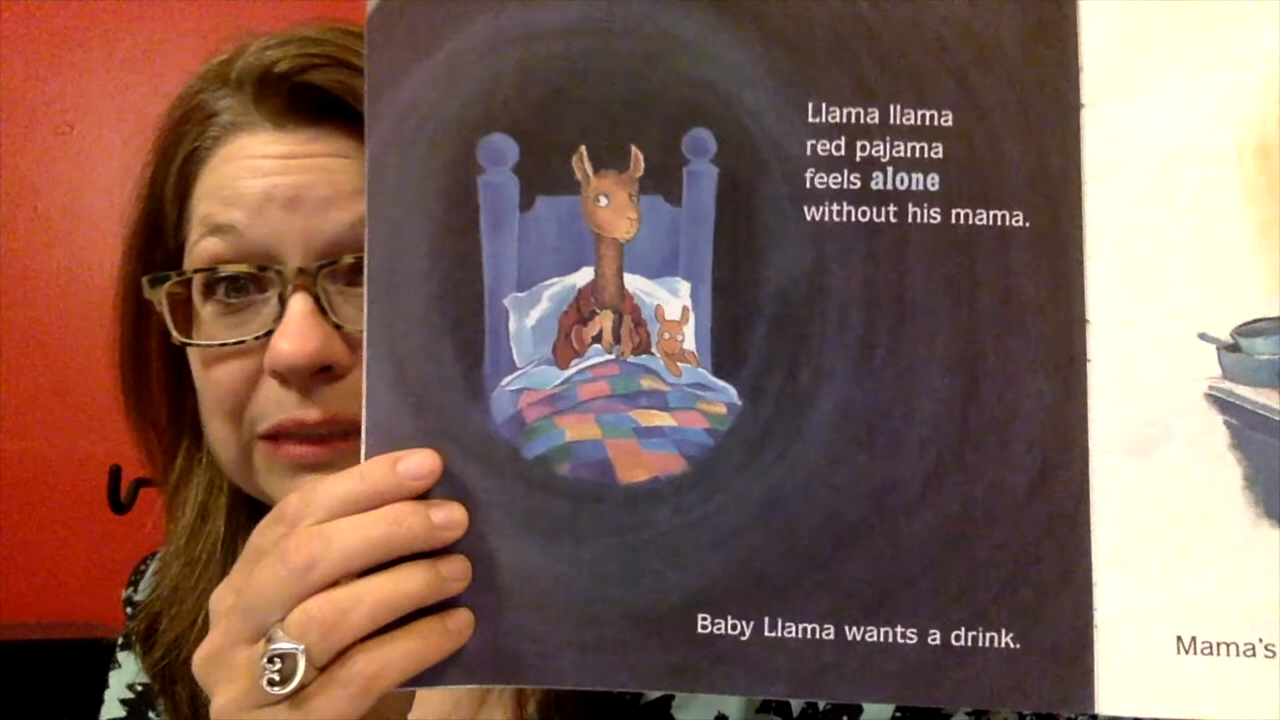 Llama llama
red pajama
feels alone
without his mama.
Baby Llama wants a drink.
Mama's